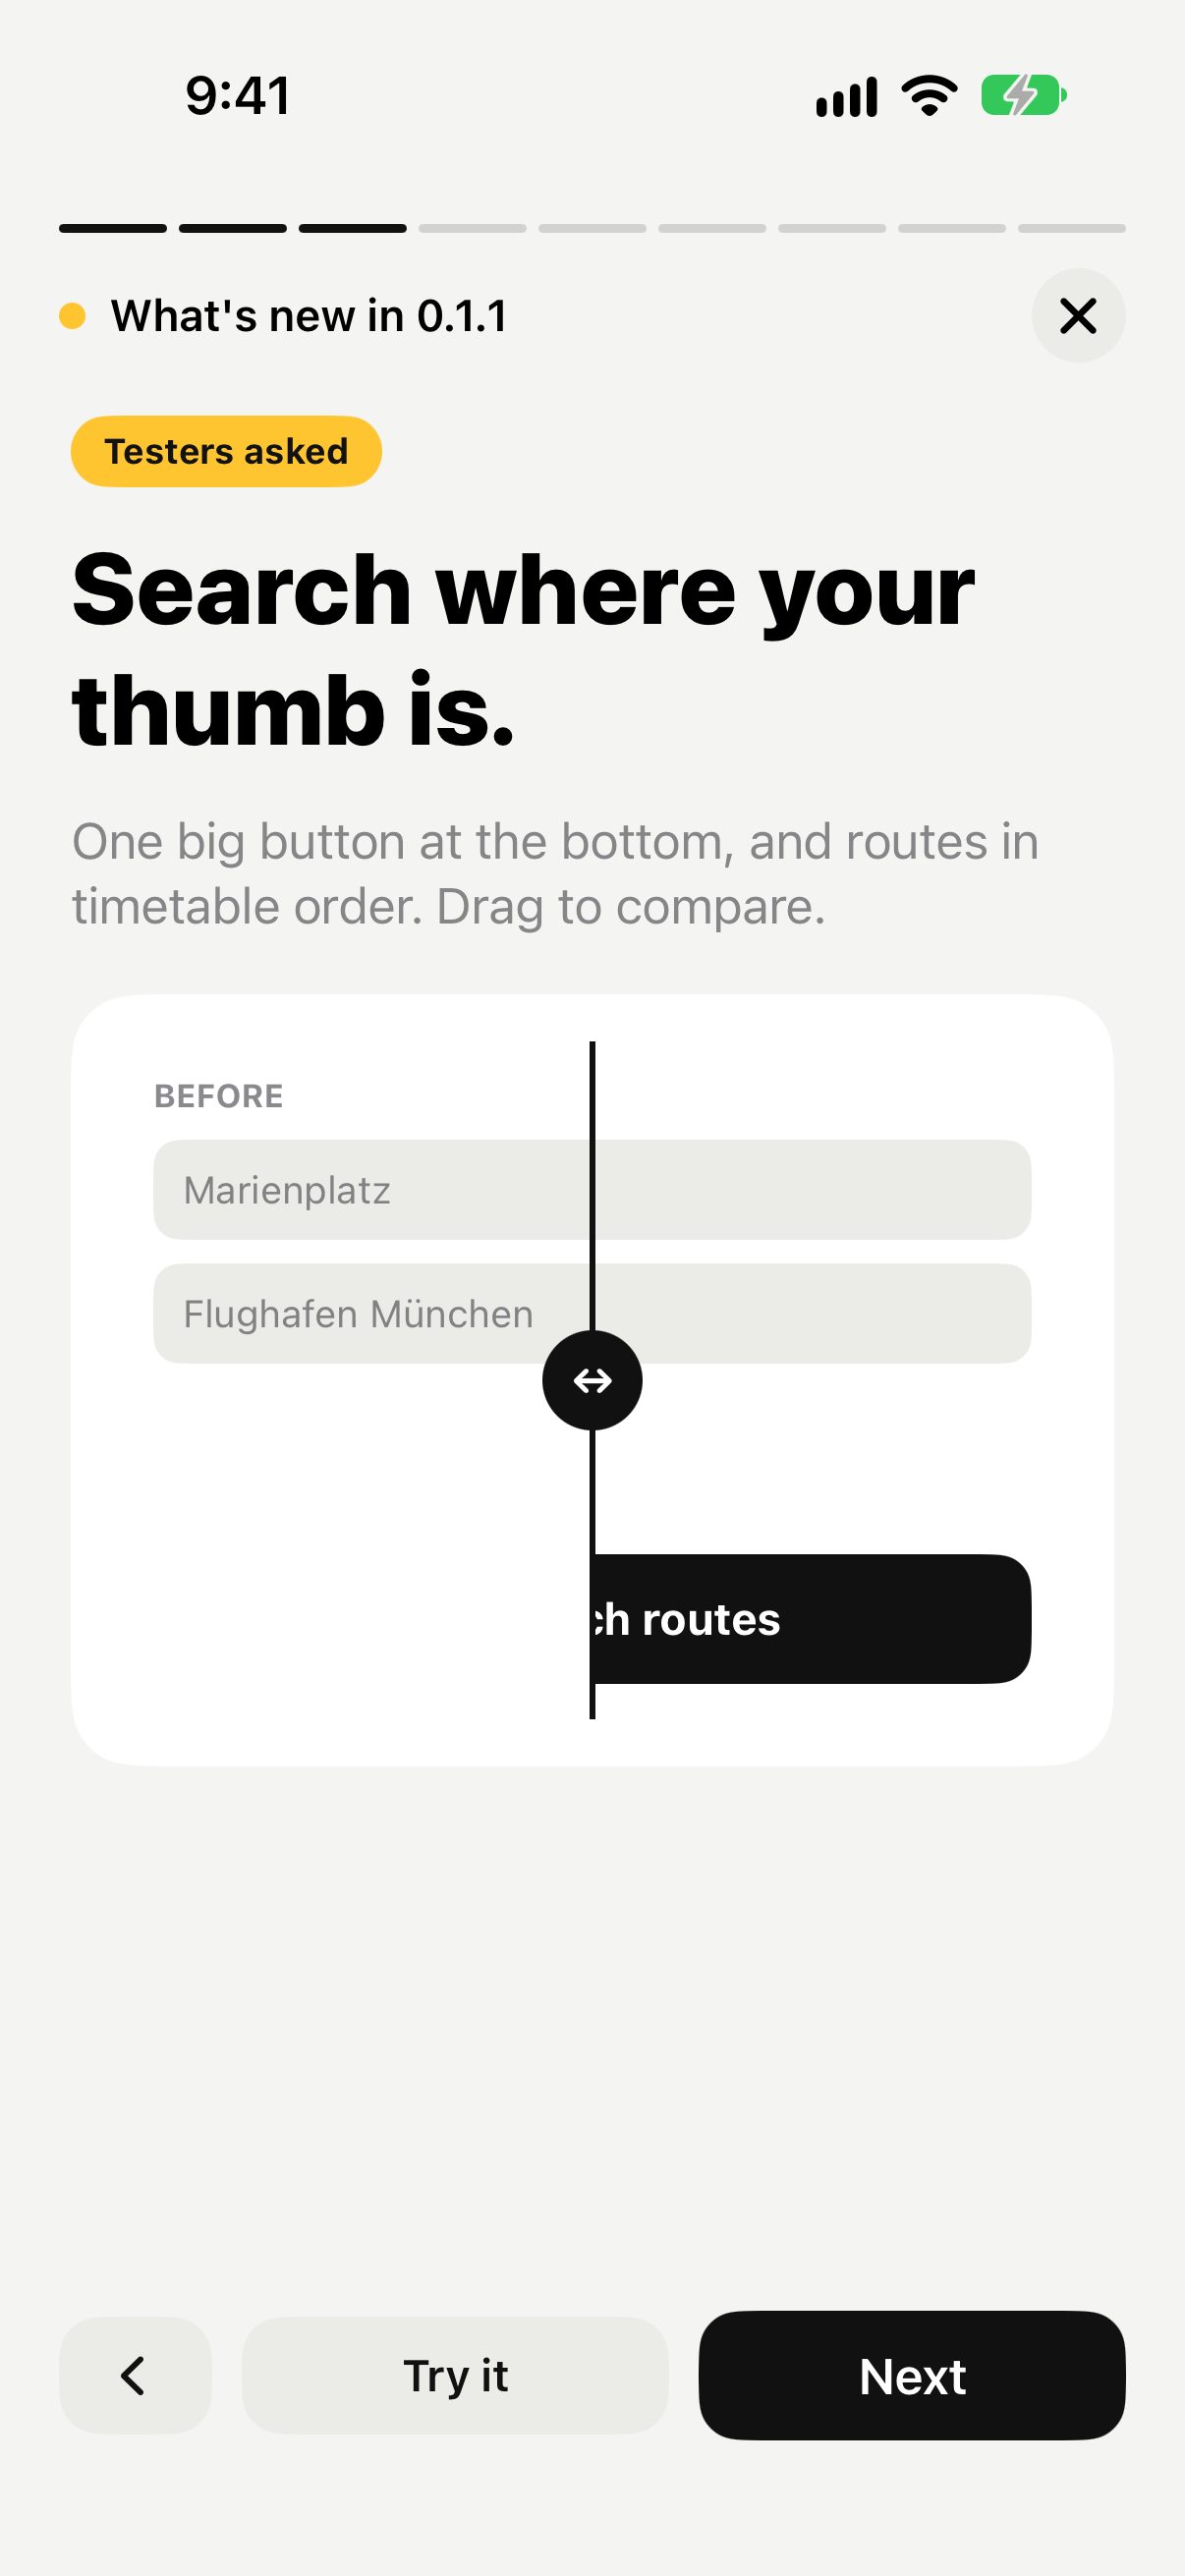 9:41
What's new in 0.1.1
Testers asked
Search where your
thumb is.
One big button at the bottom, and routes in
timetable order. Drag to compare.
BEFORE
Marienplatz
Flughafen München
ch routes
Try it
Next